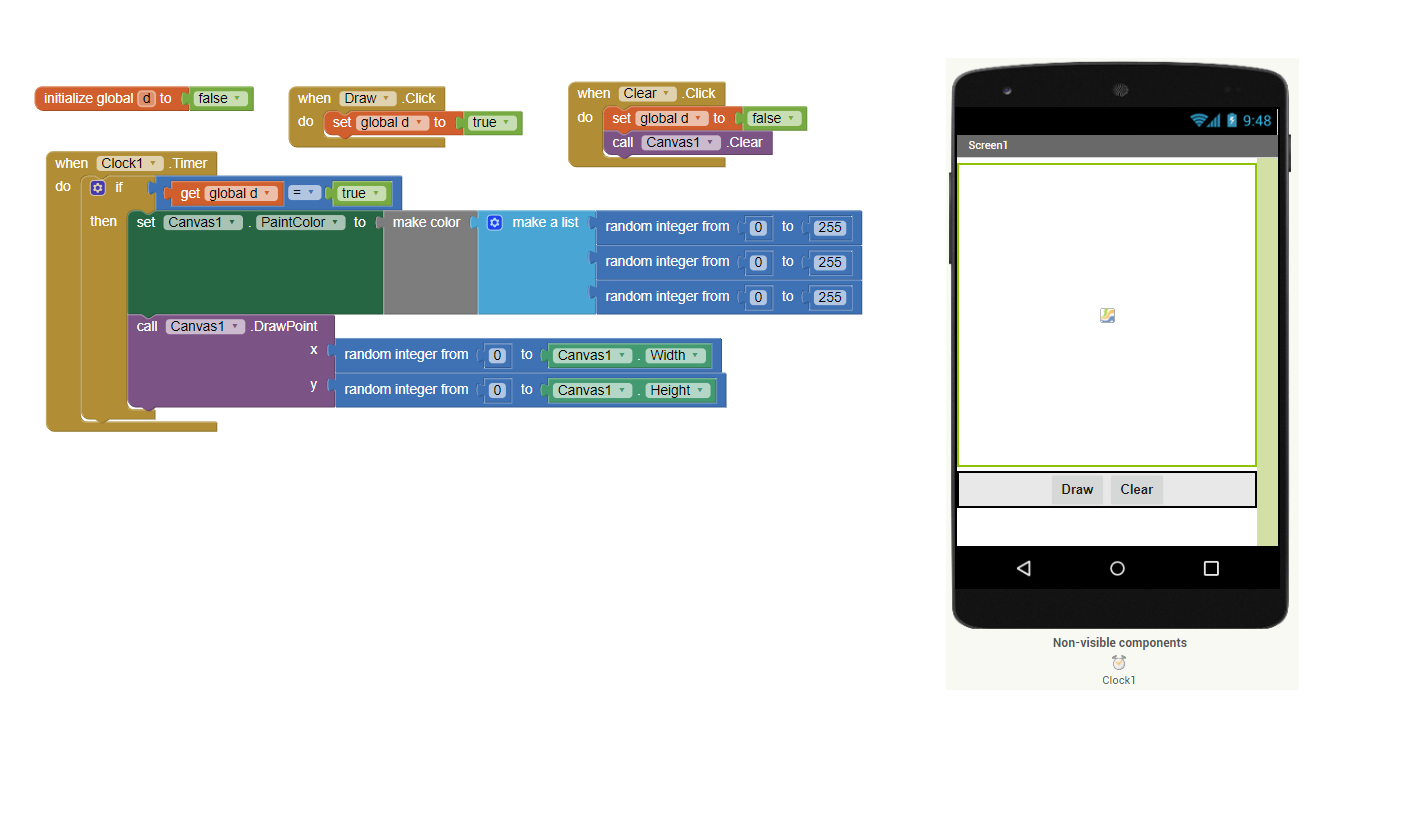 initialize global d to false
when Draw .Click
do set global d to true
when Clear .Click
do set global d to false
call Canvas1 .Clear
when Clock1 .Timer
do if get global d = true
then set Canvas1 . PaintColor to make color make a list random integer from 0 to 255
random integer from 0 to 255
random integer from 0 to 255
call Canvas1 .DrawPoint
x random integer from 0 to Canvas1 . Width
y random integer from 0 to Canvas1 . Height
9:48
Screen1
Draw Clear
Non-visible components
Clock1